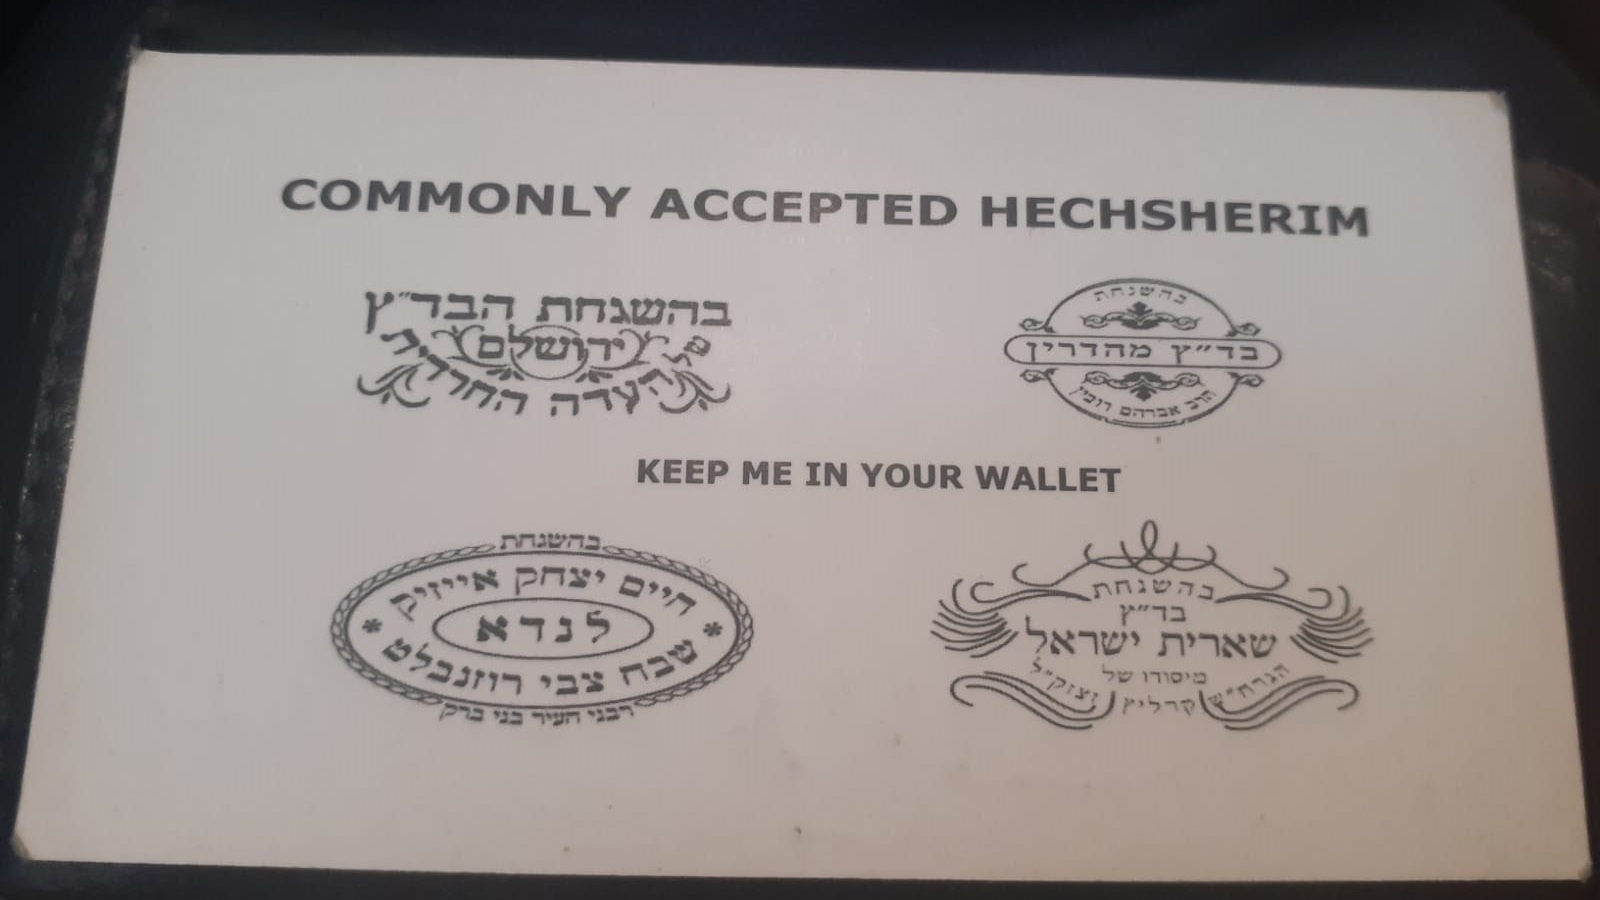 COMMONLY ACCEPTED HECHSHERIM
בהשגחת הבד״ץ
ירושלם
של העדה החרדית
בהשגחת
בד״ץ מהדרין
הרב אברהם רובין
KEEP ME IN YOUR WALLET
בהשגחת
חיים יצחק אייזיק
לנדא
שבח צבי רוזנבלט
רבני העיר בני ברק
בהשגחת
בד״ץ
שארית ישראל
מיסודו של
הגרח״ש קרליץ זצוק״ל